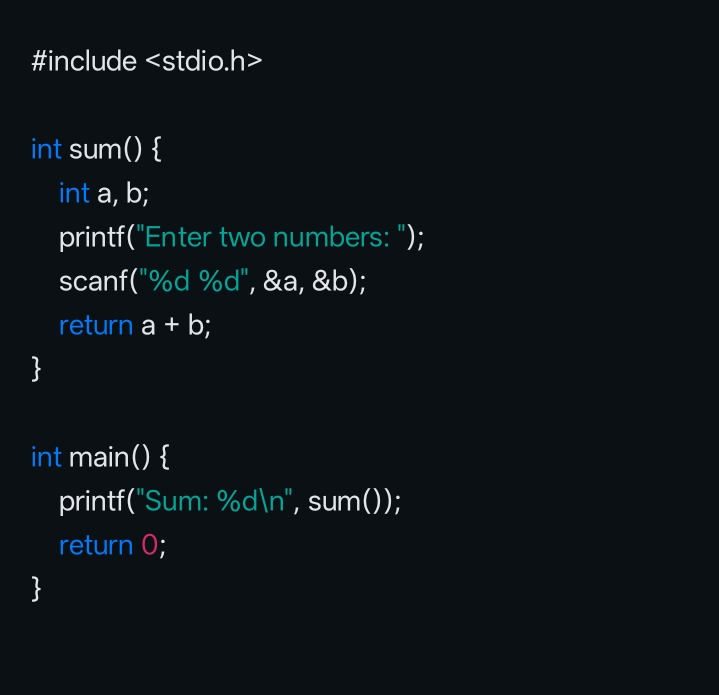 #include <stdio.h>
int sum() {
int a, b;
printf("Enter two numbers: ");
scanf("%d %d", &a, &b);
return a + b;
}
int main() {
printf("Sum: %d\n", sum());
return 0;
}